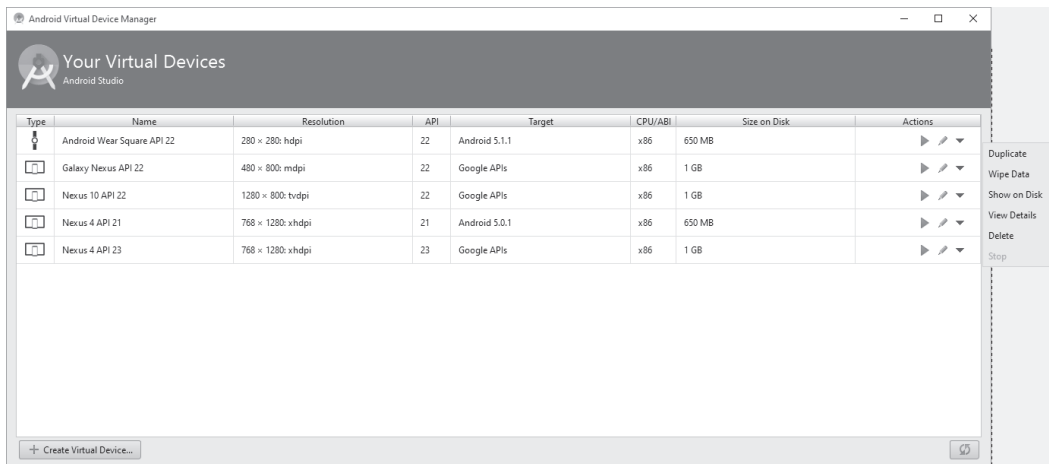 Android Virtual Device Manager
Your Virtual Devices
Android Studio
Type Name Resolution API Target CPU/ABI Size on Disk Actions
Android Wear Square API 22 280 × 280: hdpi 22 Android 5.1.1 x86 650 MB
Galaxy Nexus API 22 480 × 800: mdpi 22 Google APIs x86 1 GB
Nexus 10 API 22 1280 × 800: tvdpi 22 Google APIs x86 1 GB
Nexus 4 API 21 768 × 1280: xhdpi 21 Android 5.0.1 x86 650 MB
Nexus 4 API 23 768 × 1280: xhdpi 23 Google APIs x86 1 GB
Duplicate
Wipe Data
Show on Disk
View Details
Delete
Stop
Create Virtual Device...